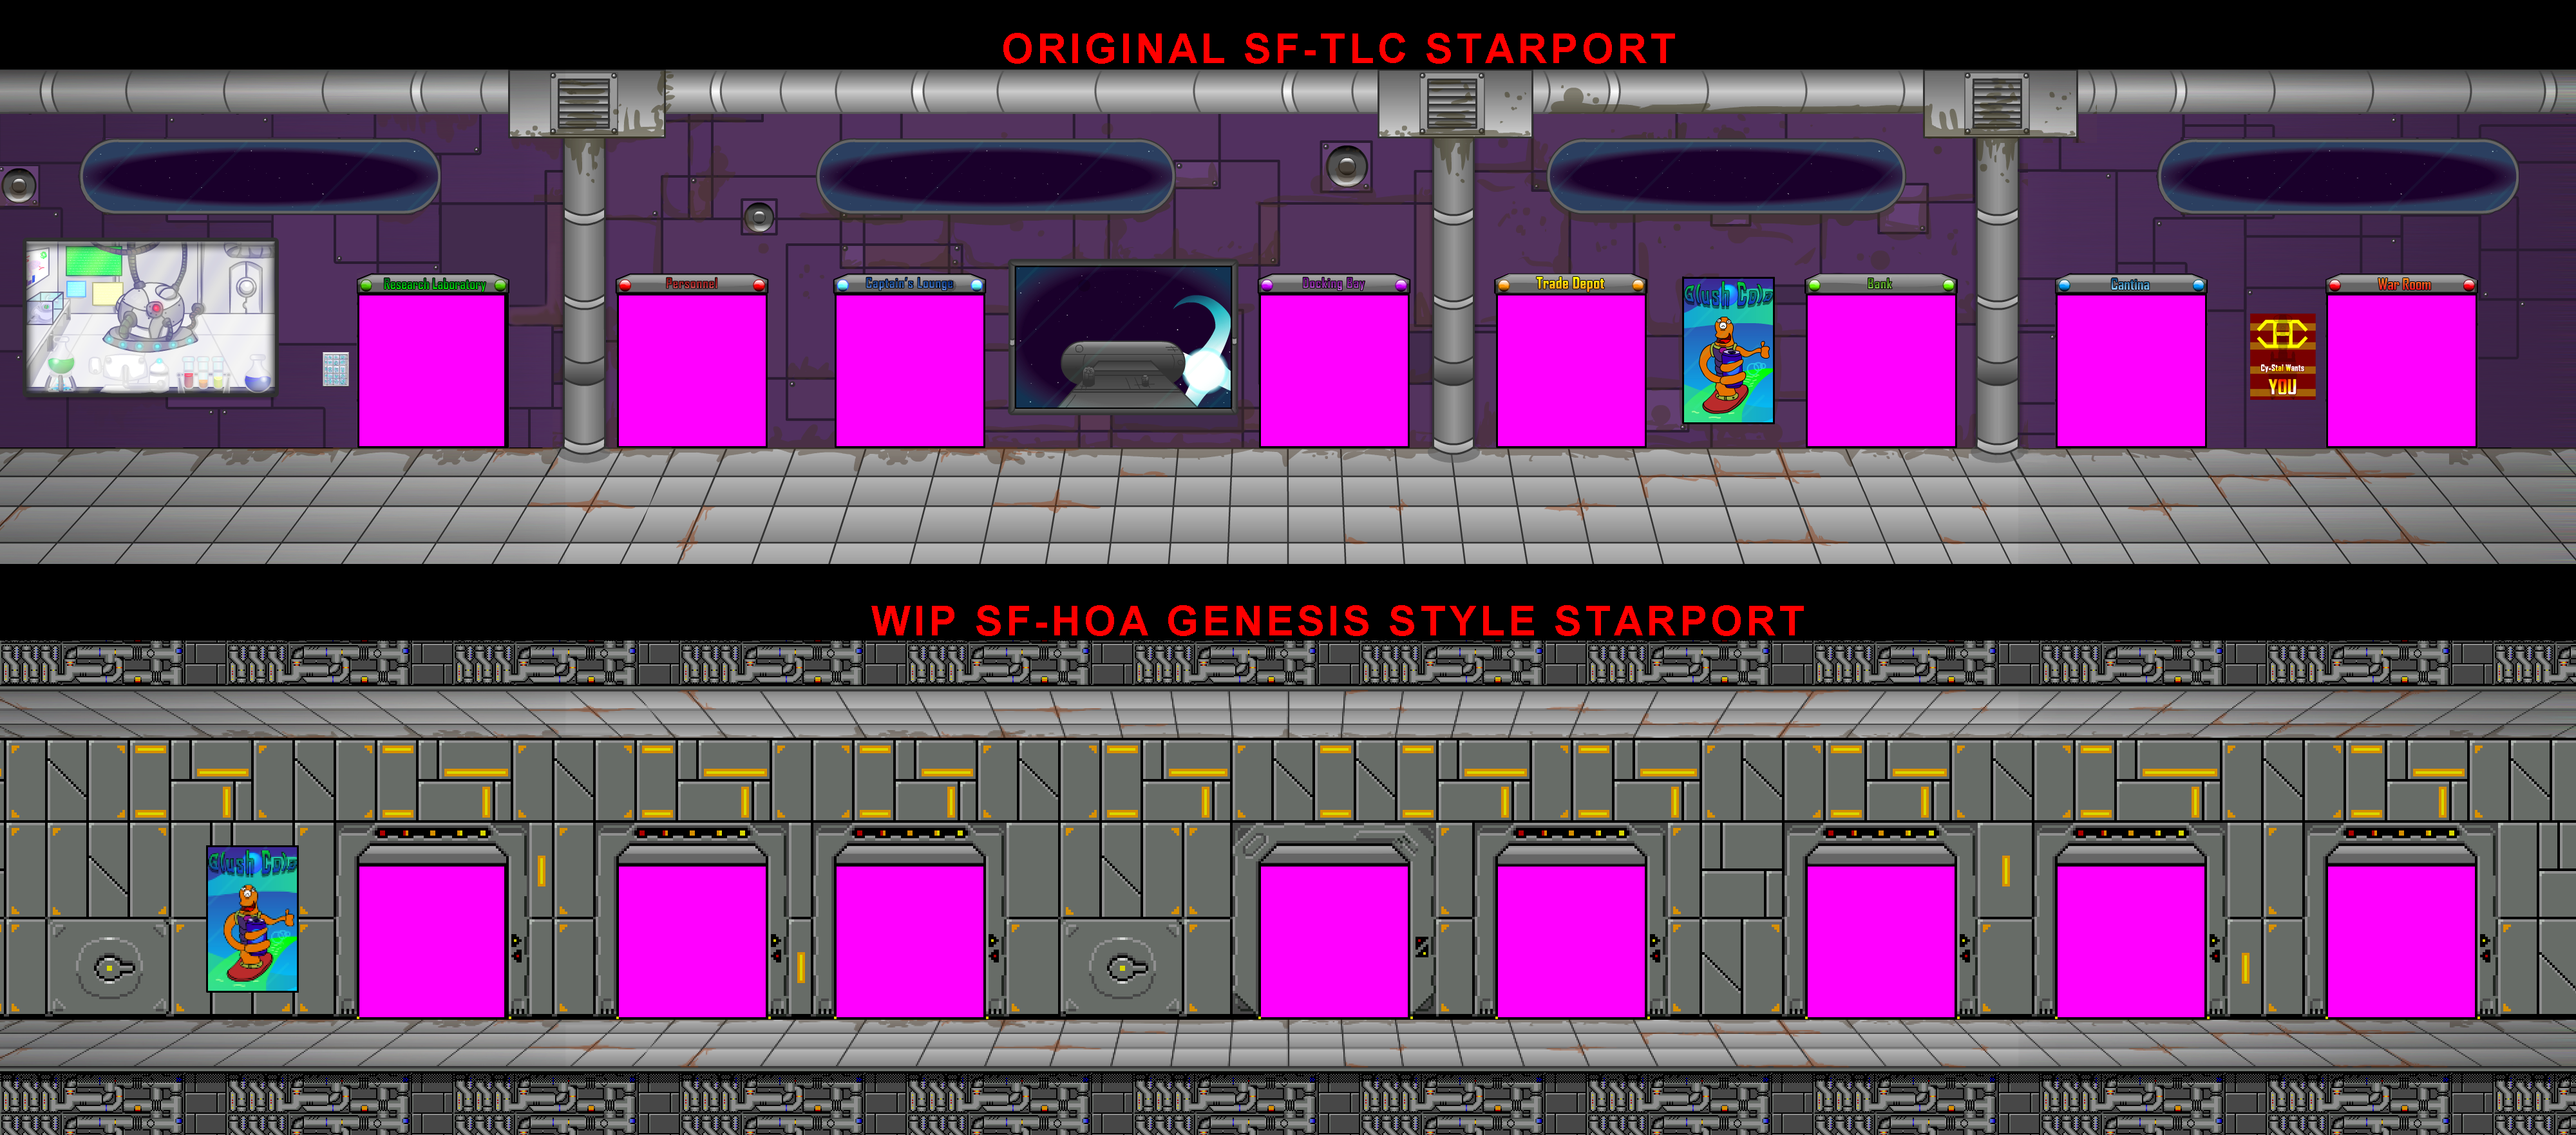 ORIGINAL SF-TLC STARPORT
Research Laboratory
Personnel
Captain's Lounge
Docking Bay
Trade Depot
Glush Cola
Bank
Cantina
Cy-Stal Wants
YOU
War Room
WIP SF-HOA GENESIS STYLE STARPORT
Glush Cola